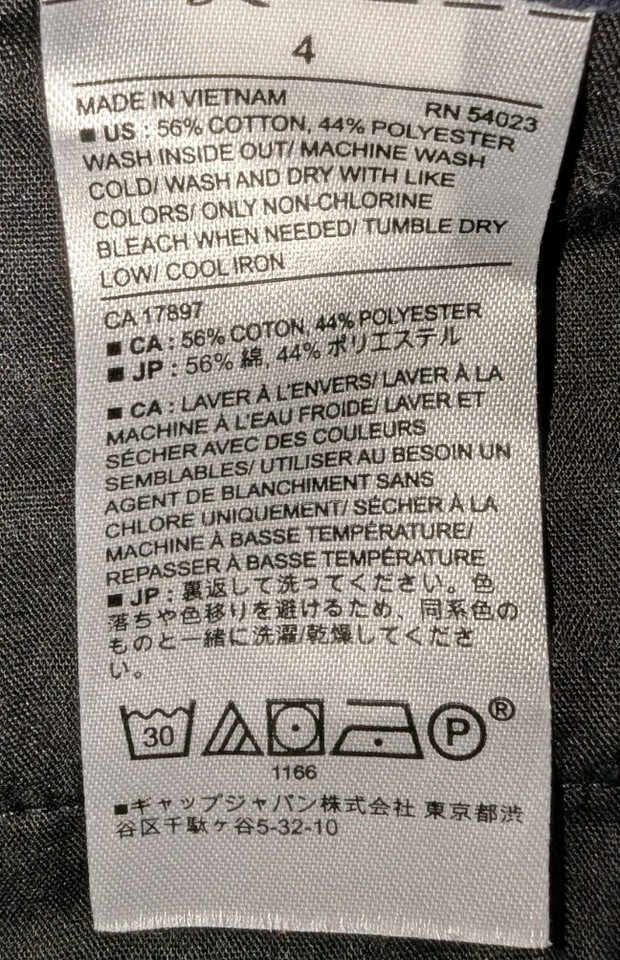 4
MADE IN VIETNAM RN 54023
■ US : 56% COTTON, 44% POLYESTER
WASH INSIDE OUT/ MACHINE WASH
COLD/ WASH AND DRY WITH LIKE
COLORS/ ONLY NON-CHLORINE
BLEACH WHEN NEEDED/ TUMBLE DRY
LOW/ COOL IRON
CA 17897
■ CA : 56% COTON, 44% POLYESTER
■ JP : 56% 綿, 44% ポリエステル
■ CA : LAVER À L'ENVERS/ LAVER À LA
MACHINE À L'EAU FROIDE/ LAVER ET
SÉCHER AVEC DES COULEURS
SEMBLABLES/ UTILISER AU BESOIN UN
AGENT DE BLANCHIMENT SANS
CHLORE UNIQUEMENT/ SÉCHER À LA
MACHINE À BASSE TEMPÉRATURE/
REPASSER À BASSE TEMPÉRATURE
■ JP : 裏返して洗ってください。色
落ちや色移りを避けるため、同系色の
ものと一緒に洗濯/乾燥してくださ
い。
30 P ®
1166
■ギャップジャパン株式会社 東京都渋
谷区千駄ヶ谷5-32-10